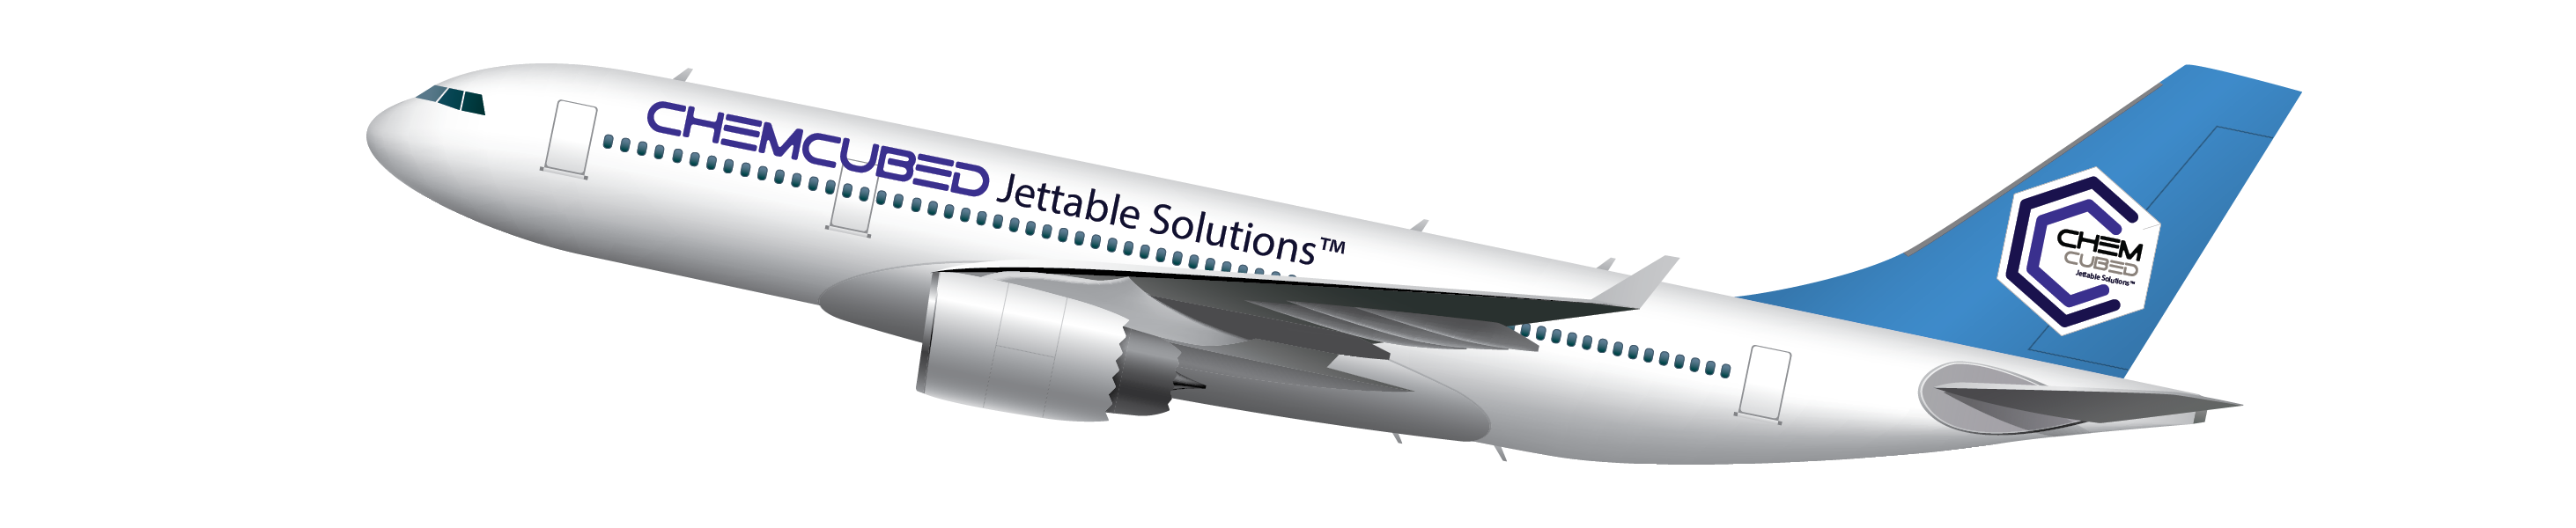 CHEMCUBED Jettable Solutions™
CHEM
CUBED
Jettable Solutions™